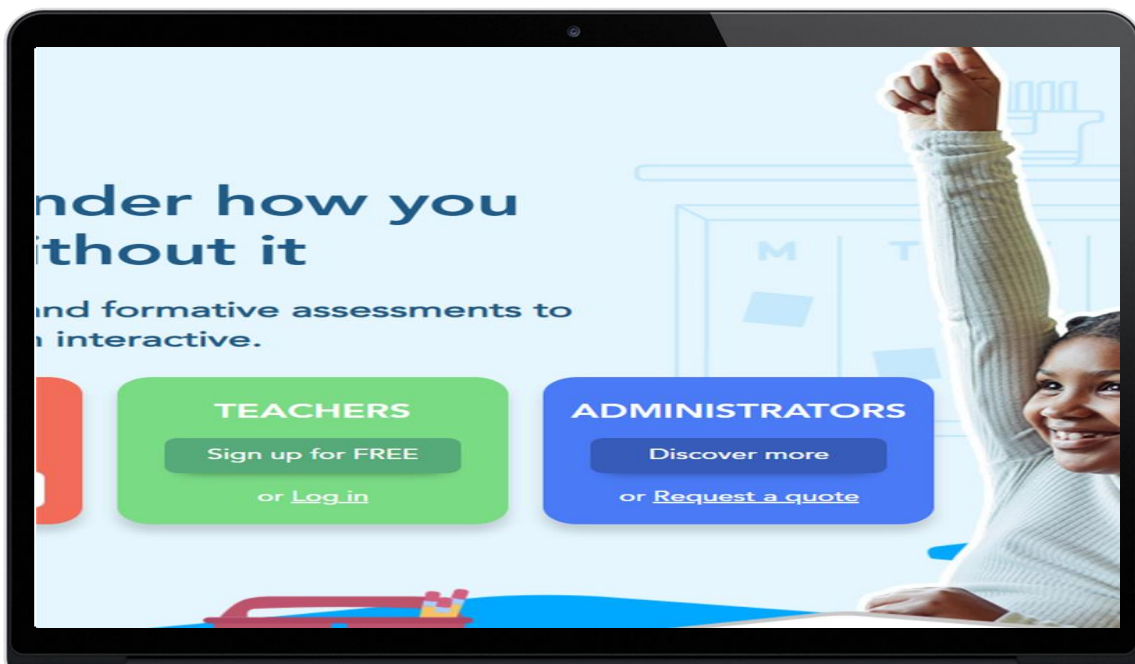 nder how you
ithout it
and formative assessments to
n interactive.
TEACHERS
Sign up for FREE
or Log in
ADMINISTRATORS
Discover more
or Request a quote
M T